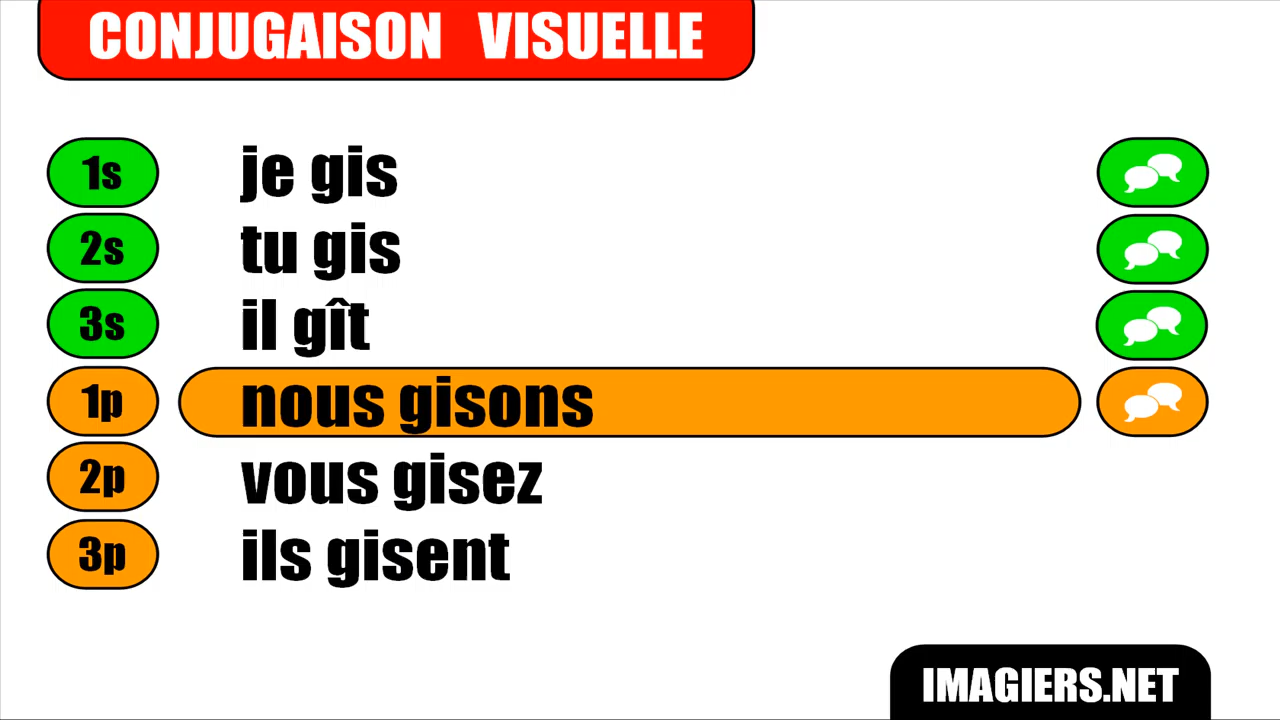 CONJUGAISON VISUELLE
1s je gis
2s tu gis
3s il gît
1p nous gisons
2p vous gisez
3p ils gisent
IMAGIERS.NET